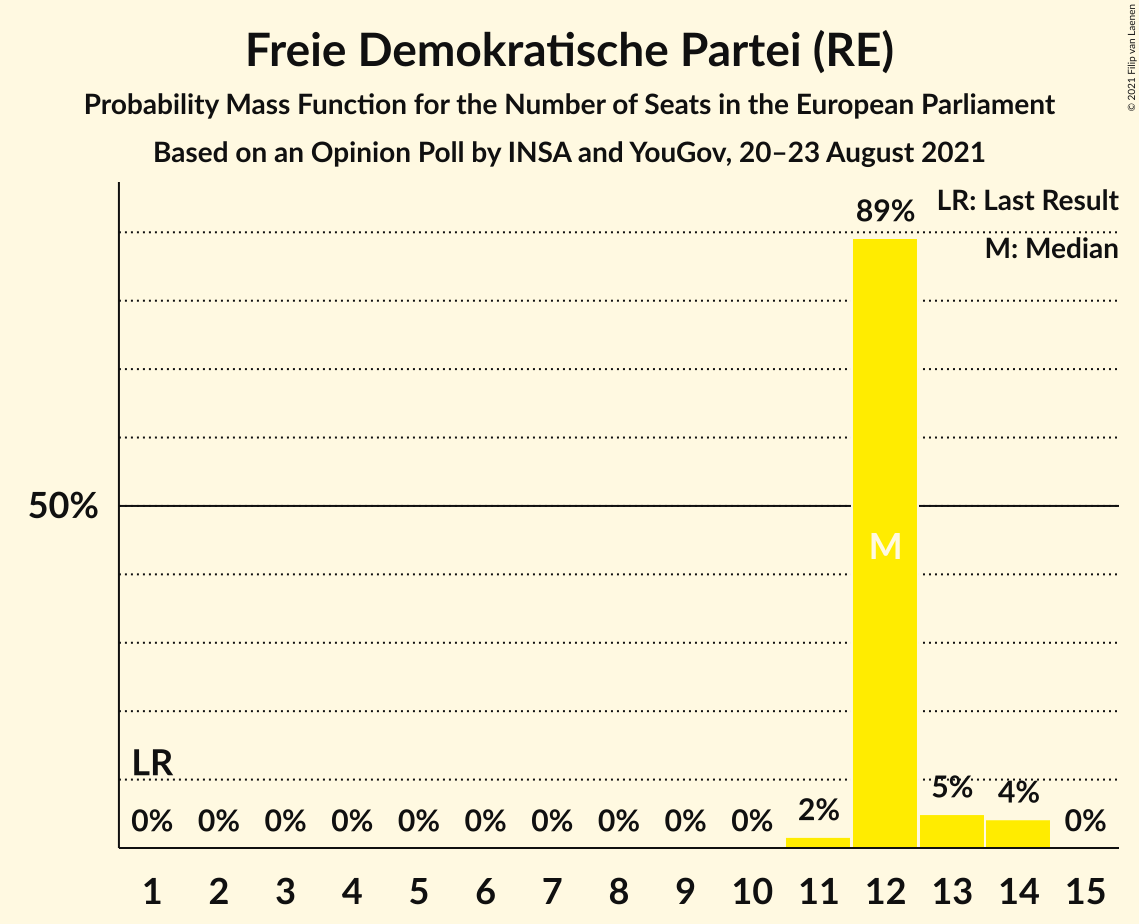 Freie Demokratische Partei (RE)
Probability Mass Function for the Number of Seats in the European Parliament
Based on an Opinion Poll by INSA and YouGov, 20–23 August 2021
© 2021 Filip van Laenen
LR: Last Result
M: Median
89%
50%
M
LR
0% 0% 0% 0% 0% 0% 0% 0% 0% 0% 2% 5% 4% 0%
1 2 3 4 5 6 7 8 9 10 11 12 13 14 15